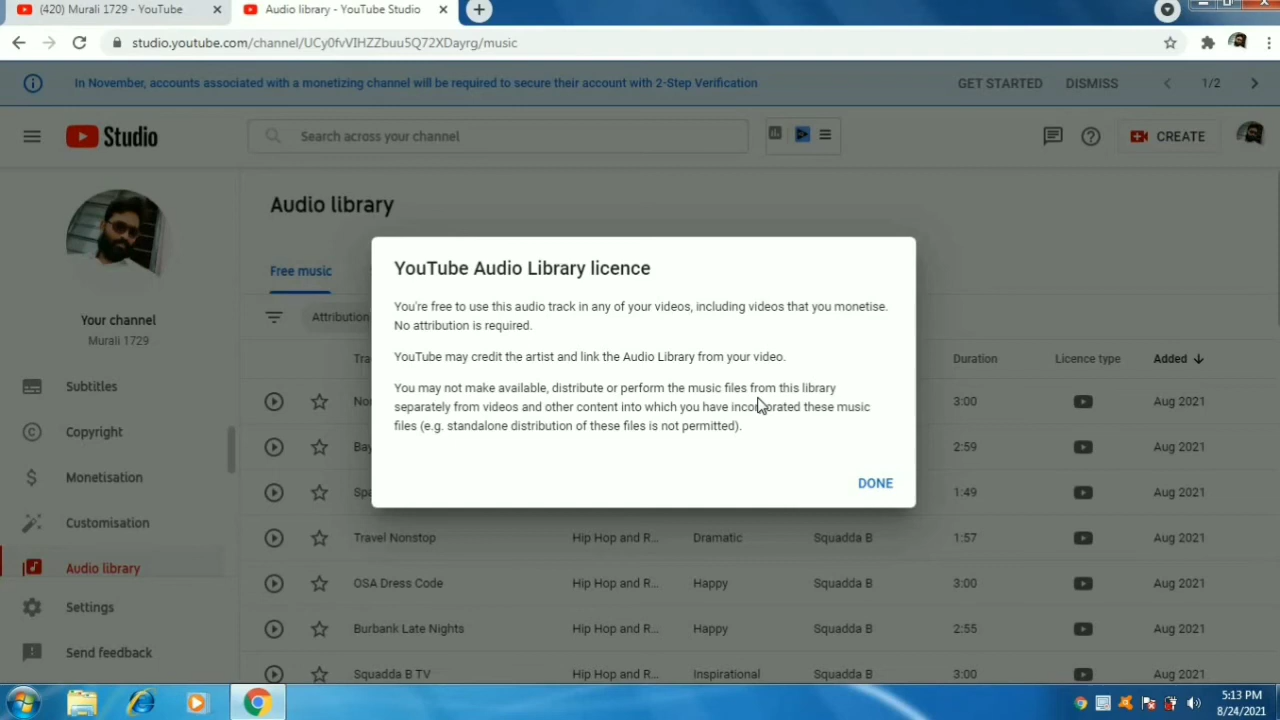 (420) Murali 1729 - YouTube
Audio library - YouTube Studio
studio.youtube.com/channel/UCy0fvVIHZZbuu5Q72XDayrg/music
In November, accounts associated with a monetizing channel will be required to secure their account with 2-Step Verification
GET STARTED
DISMISS
1/2
Studio
Search across your channel
CREATE
Audio library
Your channel
Murali 1729
Subtitles
Copyright
Monetisation
Customisation
Audio library
Settings
Send feedback
Free music
Attribution
YouTube Audio Library licence
You're free to use this audio track in any of your videos, including videos that you monetise.
No attribution is required.
YouTube may credit the artist and link the Audio Library from your video.
You may not make available, distribute or perform the music files from this library
separately from videos and other content into which you have incorporated these music
files (e.g. standalone distribution of these files is not permitted).
DONE
Duration Licence type Added
3:00 Aug 2021
2:59 Aug 2021
1:49 Aug 2021
Travel Nonstop Hip Hop and R... Dramatic Squadda B 1:57 Aug 2021
OSA Dress Code Hip Hop and R... Happy Squadda B 3:00 Aug 2021
Burbank Late Nights Hip Hop and R... Happy Squadda B 2:55 Aug 2021
Squadda B TV Hip Hop and R... Inspirational Squadda B 3:00 Aug 2021
5:13 PM
8/24/2021